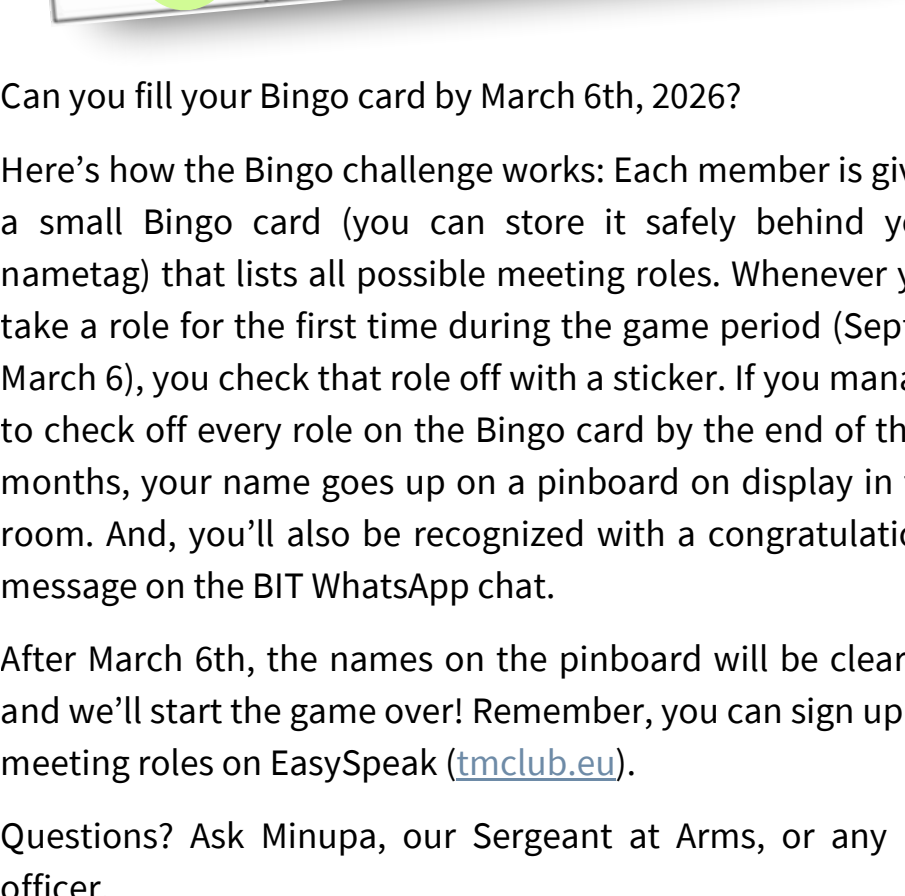 Can you fill your Bingo card by March 6th, 2026?
Here’s how the Bingo challenge works: Each member is giv
a small Bingo card (you can store it safely behind yo
nametag) that lists all possible meeting roles. Whenever y
take a role for the first time during the game period (Sept
March 6), you check that role off with a sticker. If you mana
to check off every role on the Bingo card by the end of th
months, your name goes up on a pinboard on display in
room. And, you’ll also be recognized with a congratulatio
message on the BIT WhatsApp chat.
After March 6th, the names on the pinboard will be clear
and we’ll start the game over! Remember, you can sign up
meeting roles on EasySpeak (tmclub.eu).
Questions? Ask Minupa, our Sergeant at Arms, or any
officer